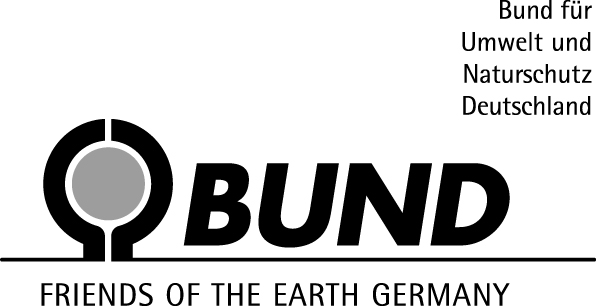 Bund für
Umwelt und
Naturschutz
Deutschland
BUND
FRIENDS OF THE EARTH GERMANY